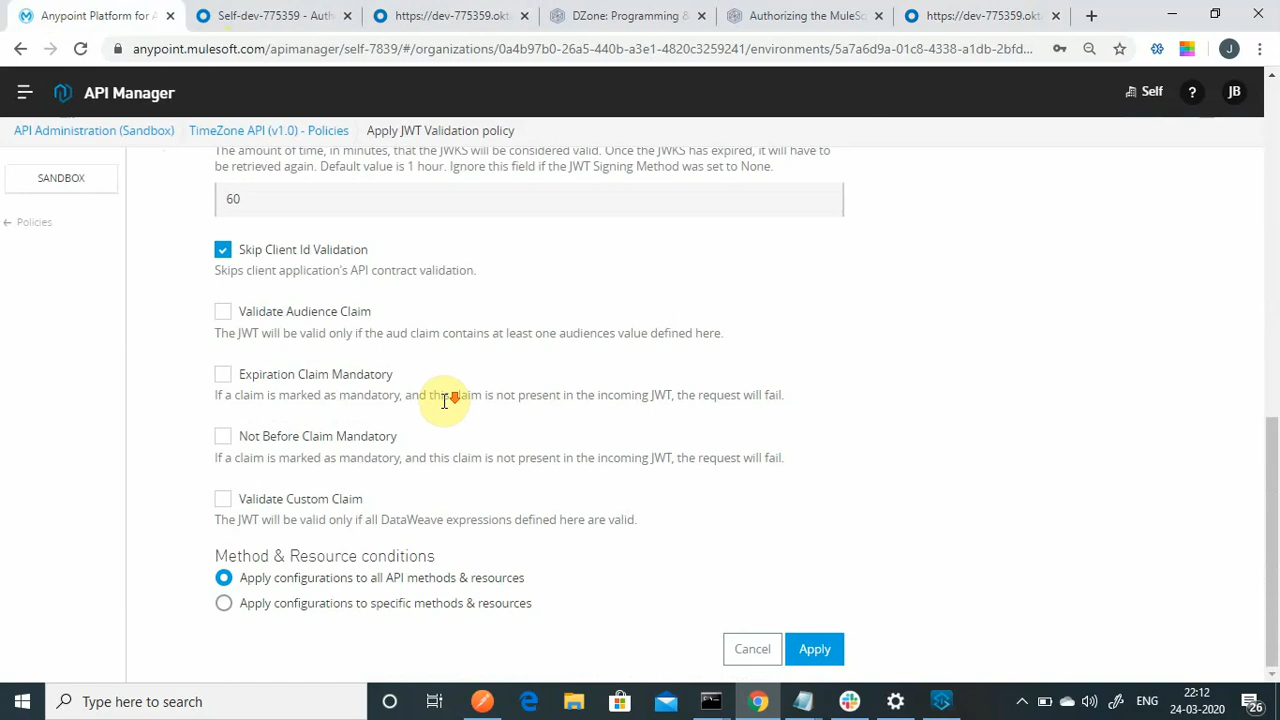 Anypoint Platform for A
Self-dev-775359 - Auth
https://dev-775359.okt
DZone: Programming &
Authorizing the MuleS
https://dev-775359.okt
anypoint.mulesoft.com/apimanager/self-7839/#/organizations/0a4b97b0-26a5-440b-a3e1-4820c3259241/environments/5a7a6d9a-01c8-4338-a1db-2bfd...
J
API Manager
Self
?
JB
API Administration (Sandbox)
TimeZone API (v1.0) - Policies
Apply JWT Validation policy
The amount of time, in minutes, that the JWKS will be considered valid. Once the JWKS has expired, it will have to
be retrieved again. Default value is 1 hour. Ignore this field if the JWT Signing Method was set to None.
SANDBOX
60
Policies
Skip Client Id Validation
Skips client application's API contract validation.
Validate Audience Claim
The JWT will be valid only if the aud claim contains at least one audiences value defined here.
Expiration Claim Mandatory
If a claim is marked as mandatory, and this claim is not present in the incoming JWT, the request will fail.
Not Before Claim Mandatory
If a claim is marked as mandatory, and this claim is not present in the incoming JWT, the request will fail.
Validate Custom Claim
The JWT will be valid only if all DataWeave expressions defined here are valid.
Method & Resource conditions
Apply configurations to all API methods & resources
Apply configurations to specific methods & resources
Cancel
Apply
Type here to search
ENG
22:12
24-03-2020
26